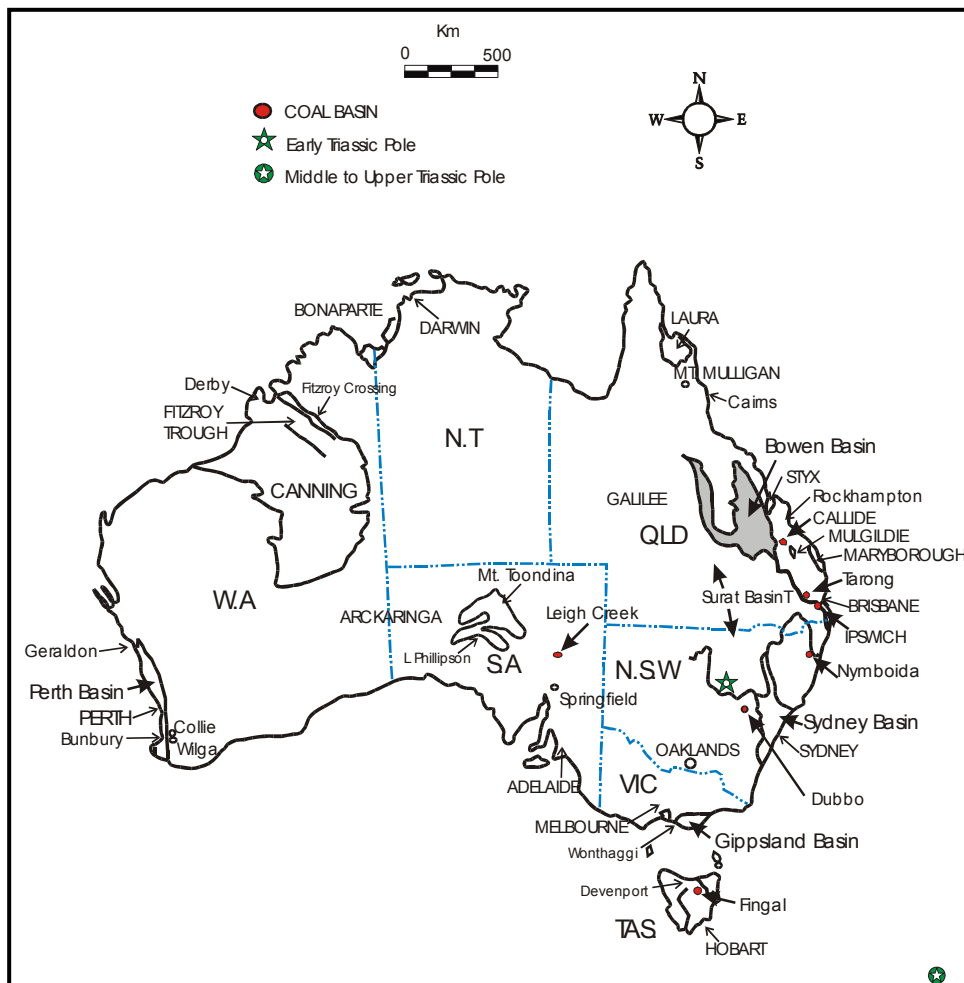 Km
0 500
COAL BASIN
Early Triassic Pole
Middle to Upper Triassic Pole
N
W E
S
BONAPARTE
DARWIN
LAURA
MT. MULLIGAN
Cairns
Derby
Fitzroy Crossing
FITZROY
TROUGH
N.T
CANNING
Bowen Basin
STYX
Rockhampton
GALILEE
CALLIDE
MULGILDIE
MARYBOROUGH
QLD
Tarong
Surat BasinT
BRISBANE
IPSWICH
W.A
Mt. Toondina
ARCKARINGA
Leigh Creek
L Phillipson
S.A
N.S.W
Nymboida
Geraldon
Perth Basin
PERTH
Bunbury
Collie
Wilga
Springfield
Sydney Basin
SYDNEY
OAKLANDS
ADELAIDE
VIC
Dubbo
MELBOURNE
Wonthaggi
Gippsland Basin
Devenport
Fingal
TAS.
HOBART